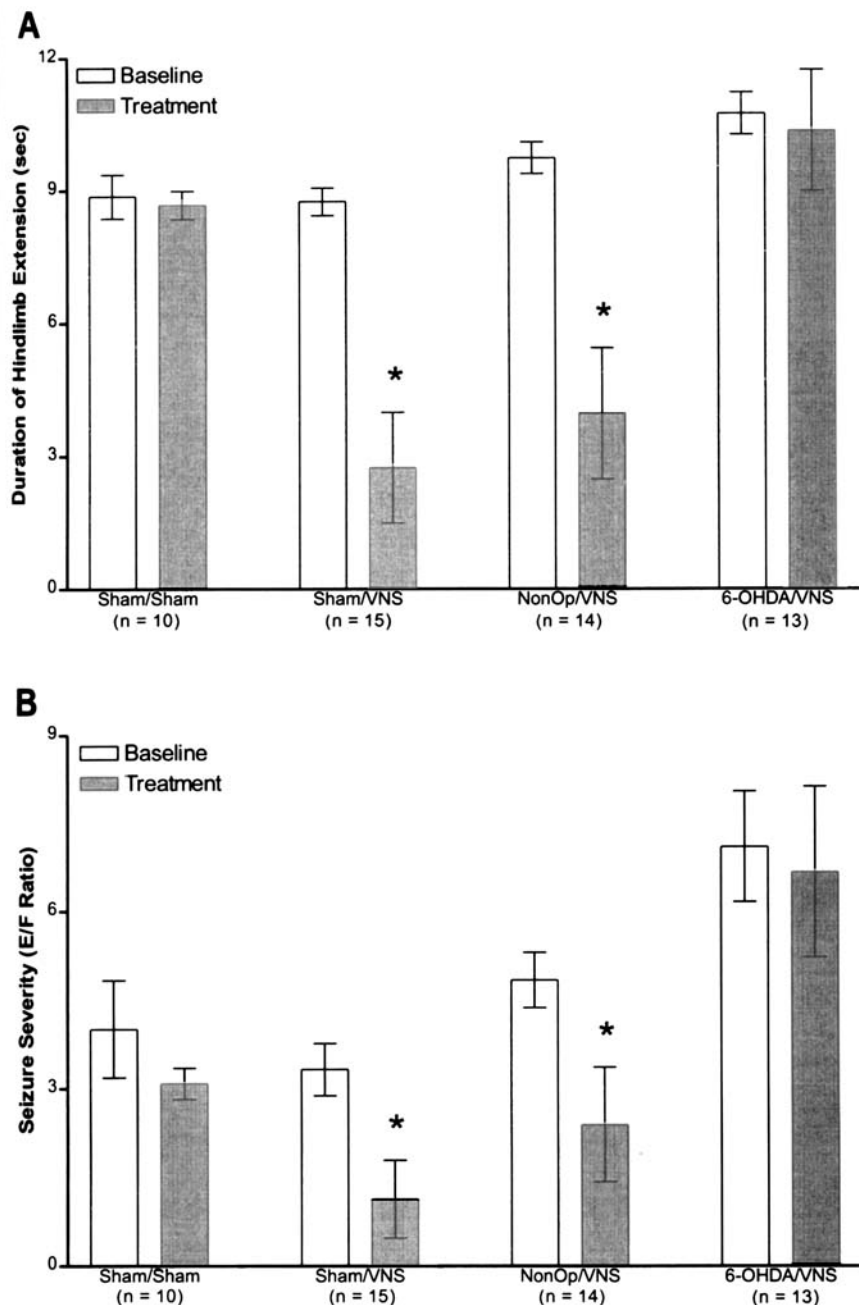 A
Baseline
Treatment
Duration of Hindlimb Extension (sec)
12
9
6
3
0
*
*
Sham/Sham Sham/VNS NonOp/VNS 6-OHDA/VNS
(n = 10) (n = 15) (n = 14) (n = 13)
B
Baseline
Treatment
Seizure Severity (E/F Ratio)
9
6
3
0
*
*
Sham/Sham Sham/VNS NonOp/VNS 6-OHDA/VNS
(n = 10) (n = 15) (n = 14) (n = 13)